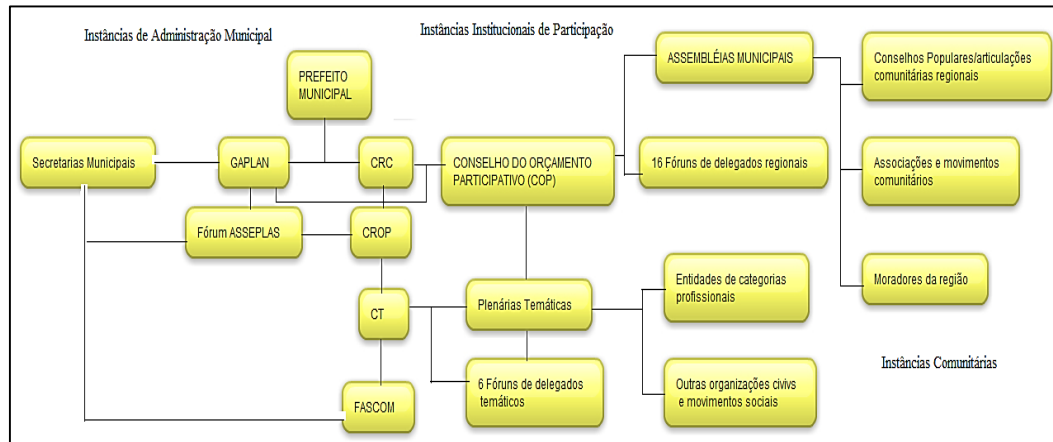 Instâncias de Administração Municipal
Instâncias Institucionais de Participação
PREFEITO
MUNICIPAL
ASSEMBLÉIAS MUNICIPAIS
Conselhos Populares/articulações
comunitárias regionais
Secretarias Municipais
GAPLAN
CRC
CONSELHO DO ORÇAMENTO
PARTICIPATIVO (COP)
16 Fóruns de delegados regionais
Associações e movimentos
comunitários
Fórum ASSEPLAS
CROP
Moradores da região
CT
Plenárias Temáticas
Entidades de categorias
profissionais
FASCOM
6 Fóruns de delegados
temáticos
Outras organizações civivs
e movimentos sociais
Instâncias Comunitárias